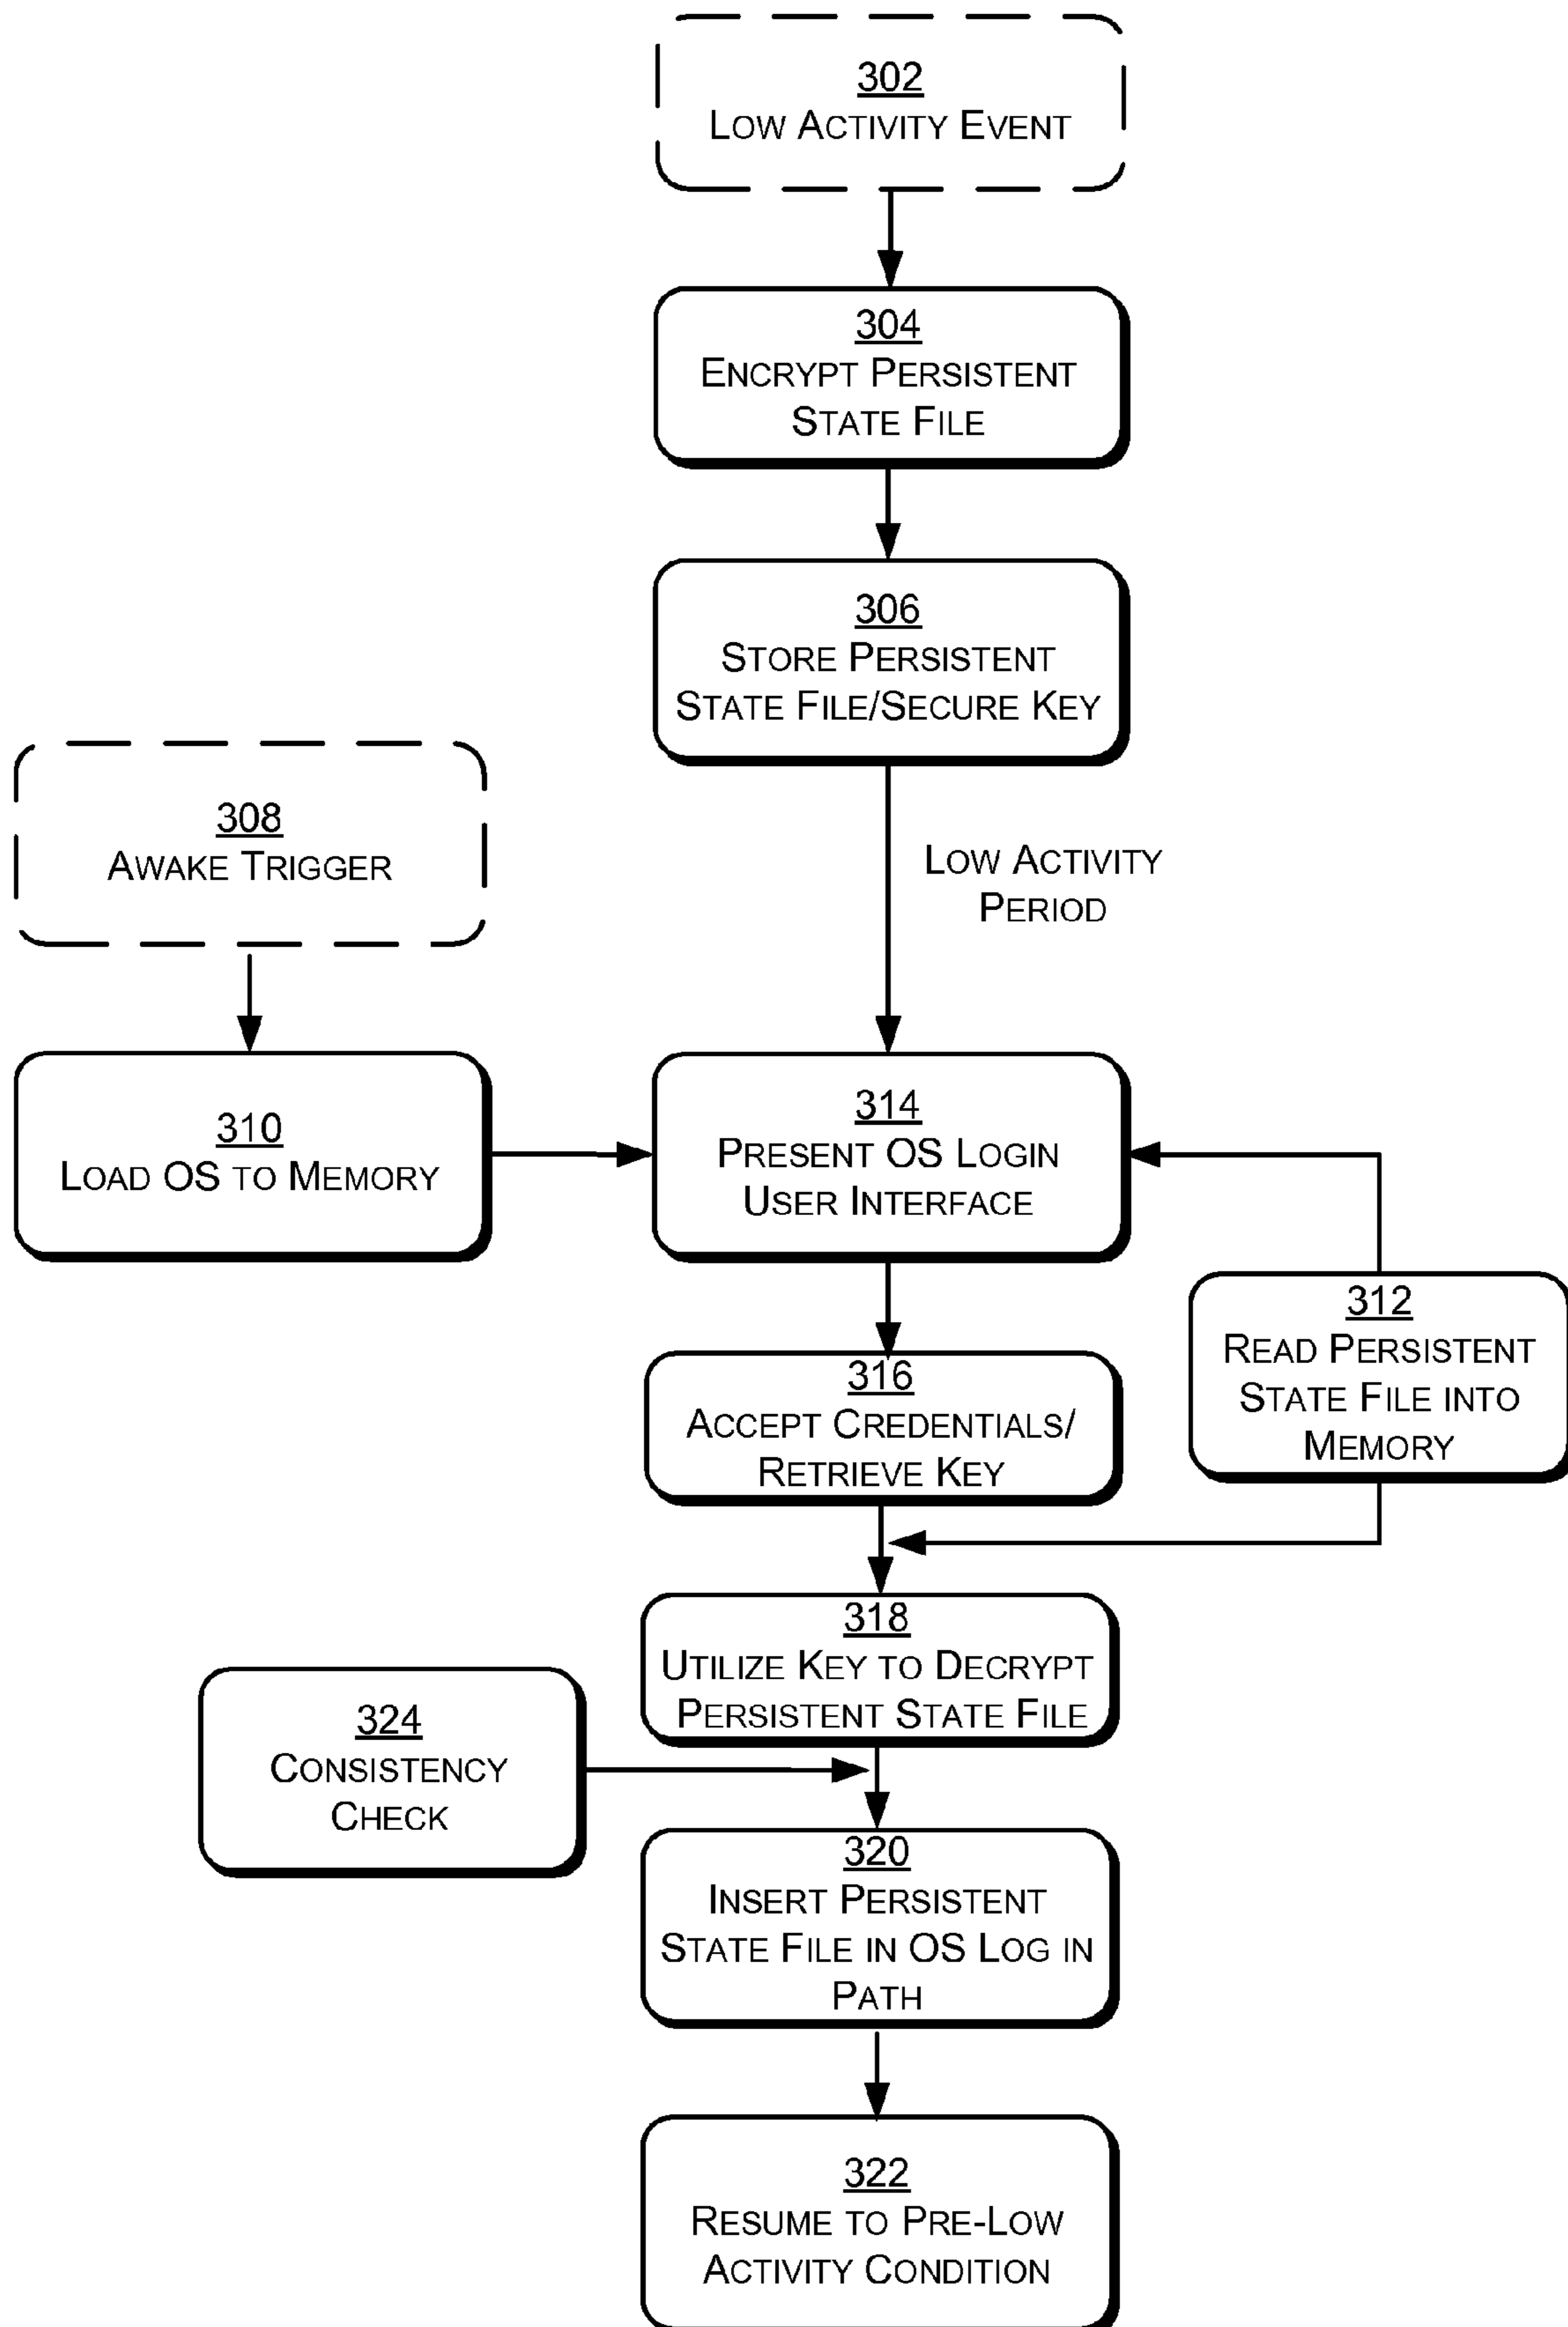 302
LOW ACTIVITY EVENT
304
ENCRYPT PERSISTENT
STATE FILE
306
STORE PERSISTENT
STATE FILE/SECURE KEY
308
AWAKE TRIGGER
LOW ACTIVITY
PERIOD
310
LOAD OS TO MEMORY
314
PRESENT OS LOGIN
USER INTERFACE
312
READ PERSISTENT
STATE FILE INTO
MEMORY
316
ACCEPT CREDENTIALS/
RETRIEVE KEY
318
UTILIZE KEY TO DECRYPT
PERSISTENT STATE FILE
324
CONSISTENCY
CHECK
320
INSERT PERSISTENT
STATE FILE IN OS LOG IN
PATH
322
RESUME TO PRE-LOW
ACTIVITY CONDITION